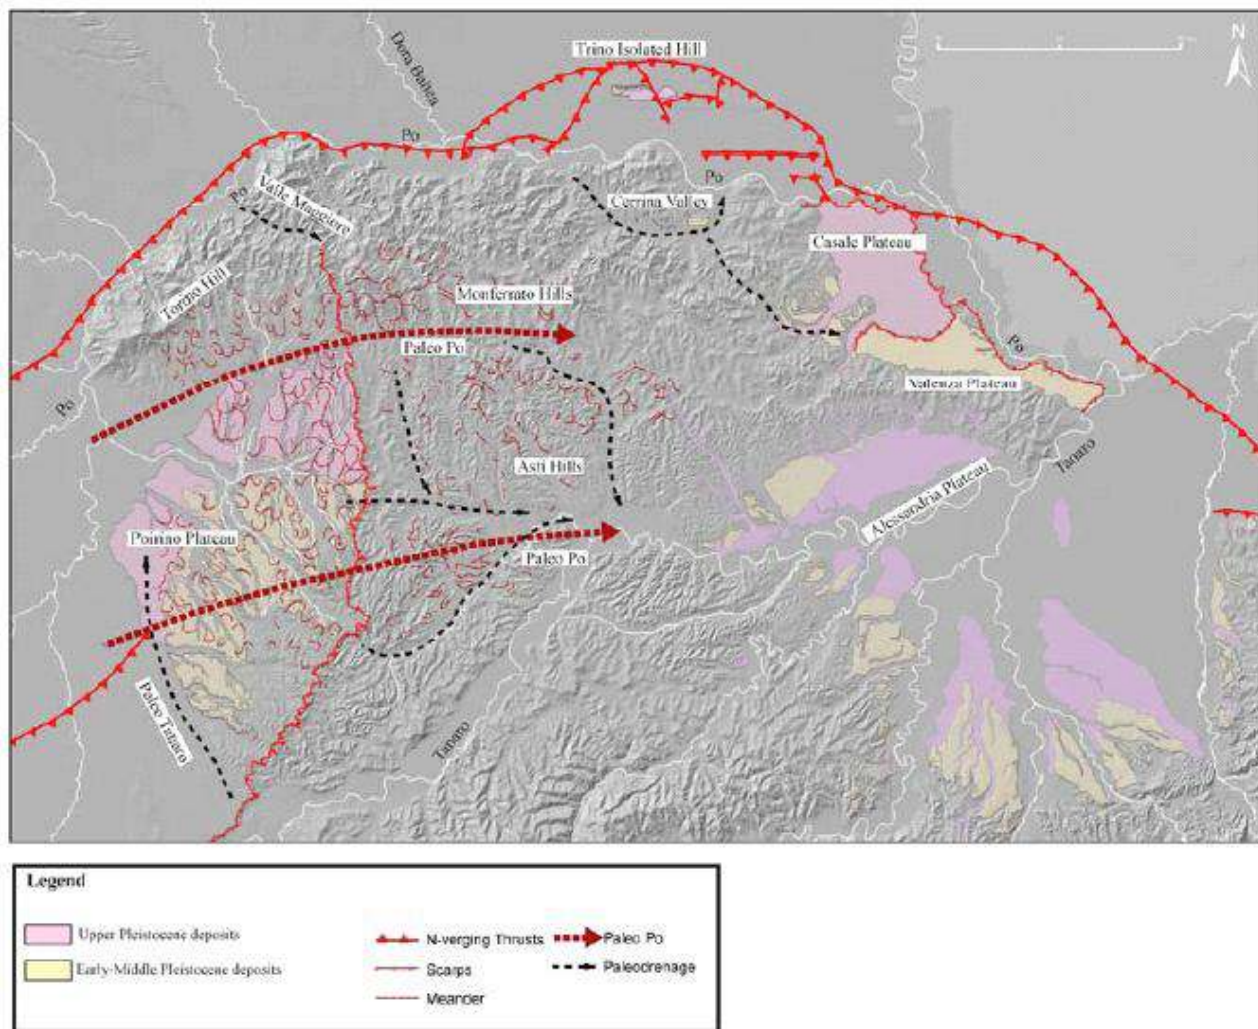 Trino Isolated Hill
N
Dora Baltea
Po
Po
Po
Valle Maggiore
Cerrina Valley
Casale Plateau
Torino Hill
Monferrato Hills
Paleo Po
Po
Valenza Plateau
Po
Asti Hills
Tanaro
Alessandria Plateau
Poirino Plateau
Paleo Po
Paleo Tanaro
Tanaro
Legend
Upper Pleistocene deposits
Early-Middle Pleistocene deposits
N-verging Thrusts
Scarps
Meander
Paleo Po
Paleodrenage